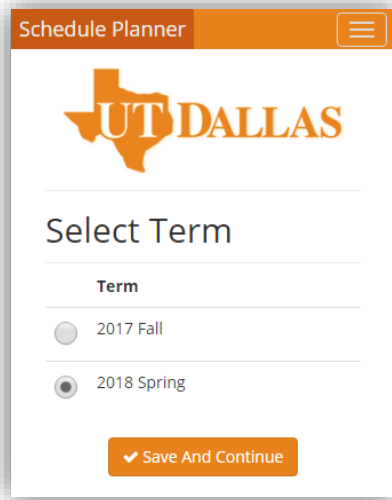 Schedule Planner
UT DALLAS
Select Term
Term
2017 Fall
2018 Spring
Save And Continue